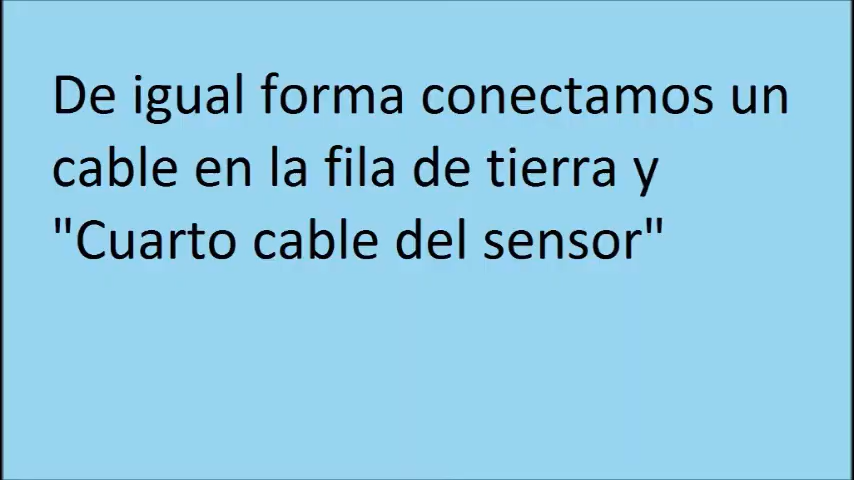 De igual forma conectamos un
cable en la fila de tierra y
"Cuarto cable del sensor"